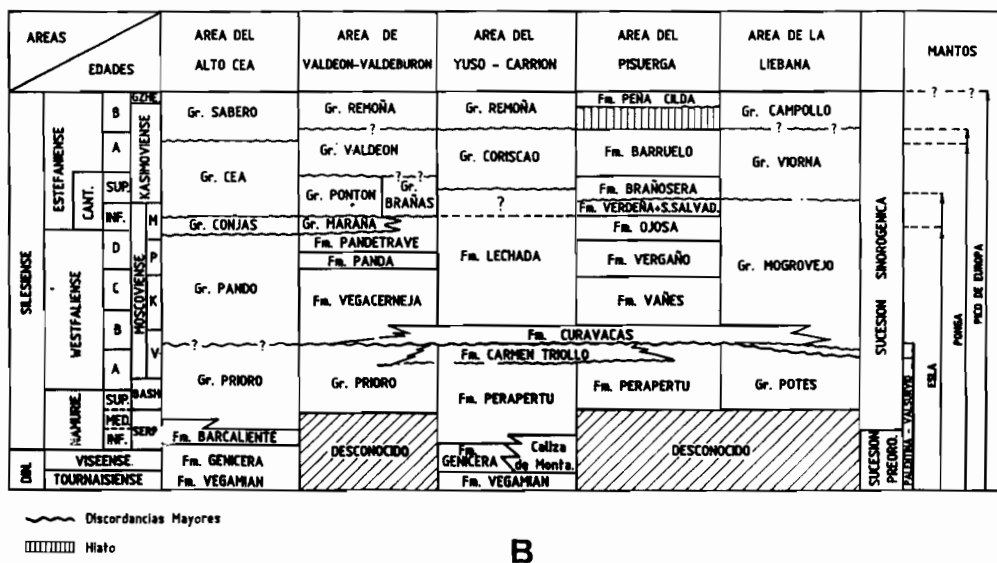 AREAS
EDADES
AREA DEL
ALTO CEA
AREA DE
VALDEON-VALDEBURON
AREA DEL
YUSO - CARRION
AREA DEL
PISUERGA
AREA DE LA
LIEBANA
MANTOS
SILESIENSE
DIN.
ESTEFANIENSE
CANT.
WESTFALIENSE
NAMURIE.
B
A
SUP.
INF.
D
C
B
A
SUP.
MED.
INF.
VISEENSE.
TOURNAISIENSE
GZHE.
KASIMOVIENSE
MOSCOVIENSE
M
P
K
V
BASH
SERP
Gr. SABERO
Gr. CEA
Gr. CONJAS
Gr. PANDO
? ?
Gr. PRIORO
Fm. BARCALIENTE
Fm. GENICERA
Fm. VEGAMIAN
Gr. REMOÑA
?
Gr. VALDEON
? ?
Gr. PONTON
Gr. BRAÑAS
Gr. MARAÑA
Fm. PANDETRAVE
Fm. PANDA
Fm. VEGACERNEJA
Gr. PRIORO
DESCONOCIDO
Gr. REMOÑA
Gr. CORISCAO
?
Fm. LECHADA
Fm. CURAVACAS
Fm. CARMEN TRIOLLO
Fm. PERAPERTU
Fm. GENICERA
Caliza de Monta.
Fm. VEGAMIAN
Fm. PEÑA CILDA
Fm. BARRUELO
Fm. BRAÑOSERA
Fm. VERDEÑA+S.SALVAD.
Fm. OJOSA
Fm. VERGAÑO
Fm. VAÑES
Fm. PERAPERTU
DESCONOCIDO
Gr. CAMPOLLO
? ?
Gr. VIORNA
Gr. MOGROVEJO
Gr. POTES
SUCESION SINOROGENICA
SUCESION PREORO.
? ?
PALENTINA - VALSURVIO
ESLA
PONGA
PICO DE EUROPA
Discordancias Mayores
Hiato
B